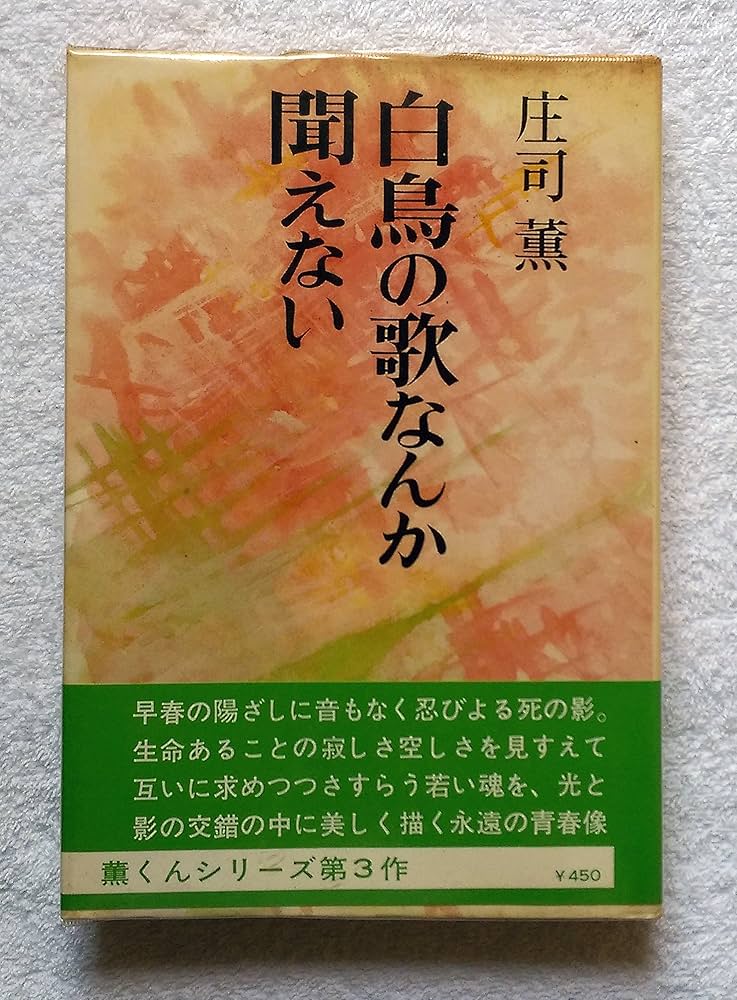 庄司 薫
白鳥の歌なんか
聞えない
早春の陽ざしに音もなく忍びよる死の影。
生命あることの寂しさ空しさを見すえて
互いに求めつつさすらう若い魂を、光と
影の交錯の中に美しく描く永遠の青春像
薫くんシリーズ第3作
¥450